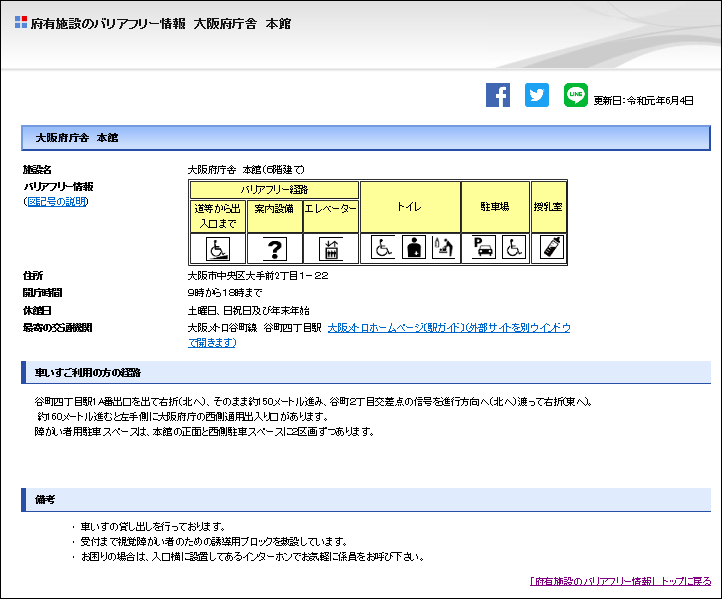 府有施設のバリアフリー情報 大阪府庁舎 本館
LINE
更新日：令和元年6月4日
大阪府庁舎 本館
施設名 大阪府庁舎 本館（6階建て）
バリアフリー情報
（図記号の説明）
バリアフリー経路
道等から出入口まで 案内設備 エレベーター トイレ 駐車場 授乳室
? P
住所 大阪市中央区大手前2丁目1－22
開庁時間 9時から18時まで
休館日 土曜日、日祝日及び年末年始
最寄の交通機関 大阪メトロ谷町線 谷町四丁目駅 大阪メトロホームページ〔駅ガイド〕（外部サイトを別ウインドウ
で開きます）
車いすご利用の方の経路
谷町四丁目駅1A番出口を出て右折（北へ）、そのまま約150メートル進み、谷町2丁目交差点の信号を進行方向へ（北へ）渡って右折（東へ）。
約160メートル進むと左手側に大阪府庁の西側通用出入り口があります。
障がい者用駐車スペースは、本館の正面と西側駐車スペースに2区画ずつあります。
備考
・ 車いすの貸し出しを行っております。
・ 受付まで視覚障がい者のための誘導用ブロックを敷設しています。
・ お困りの場合は、入口横に設置してあるインターホンでお気軽に係員をお呼び下さい。
「府有施設のバリアフリー情報」トップに戻る